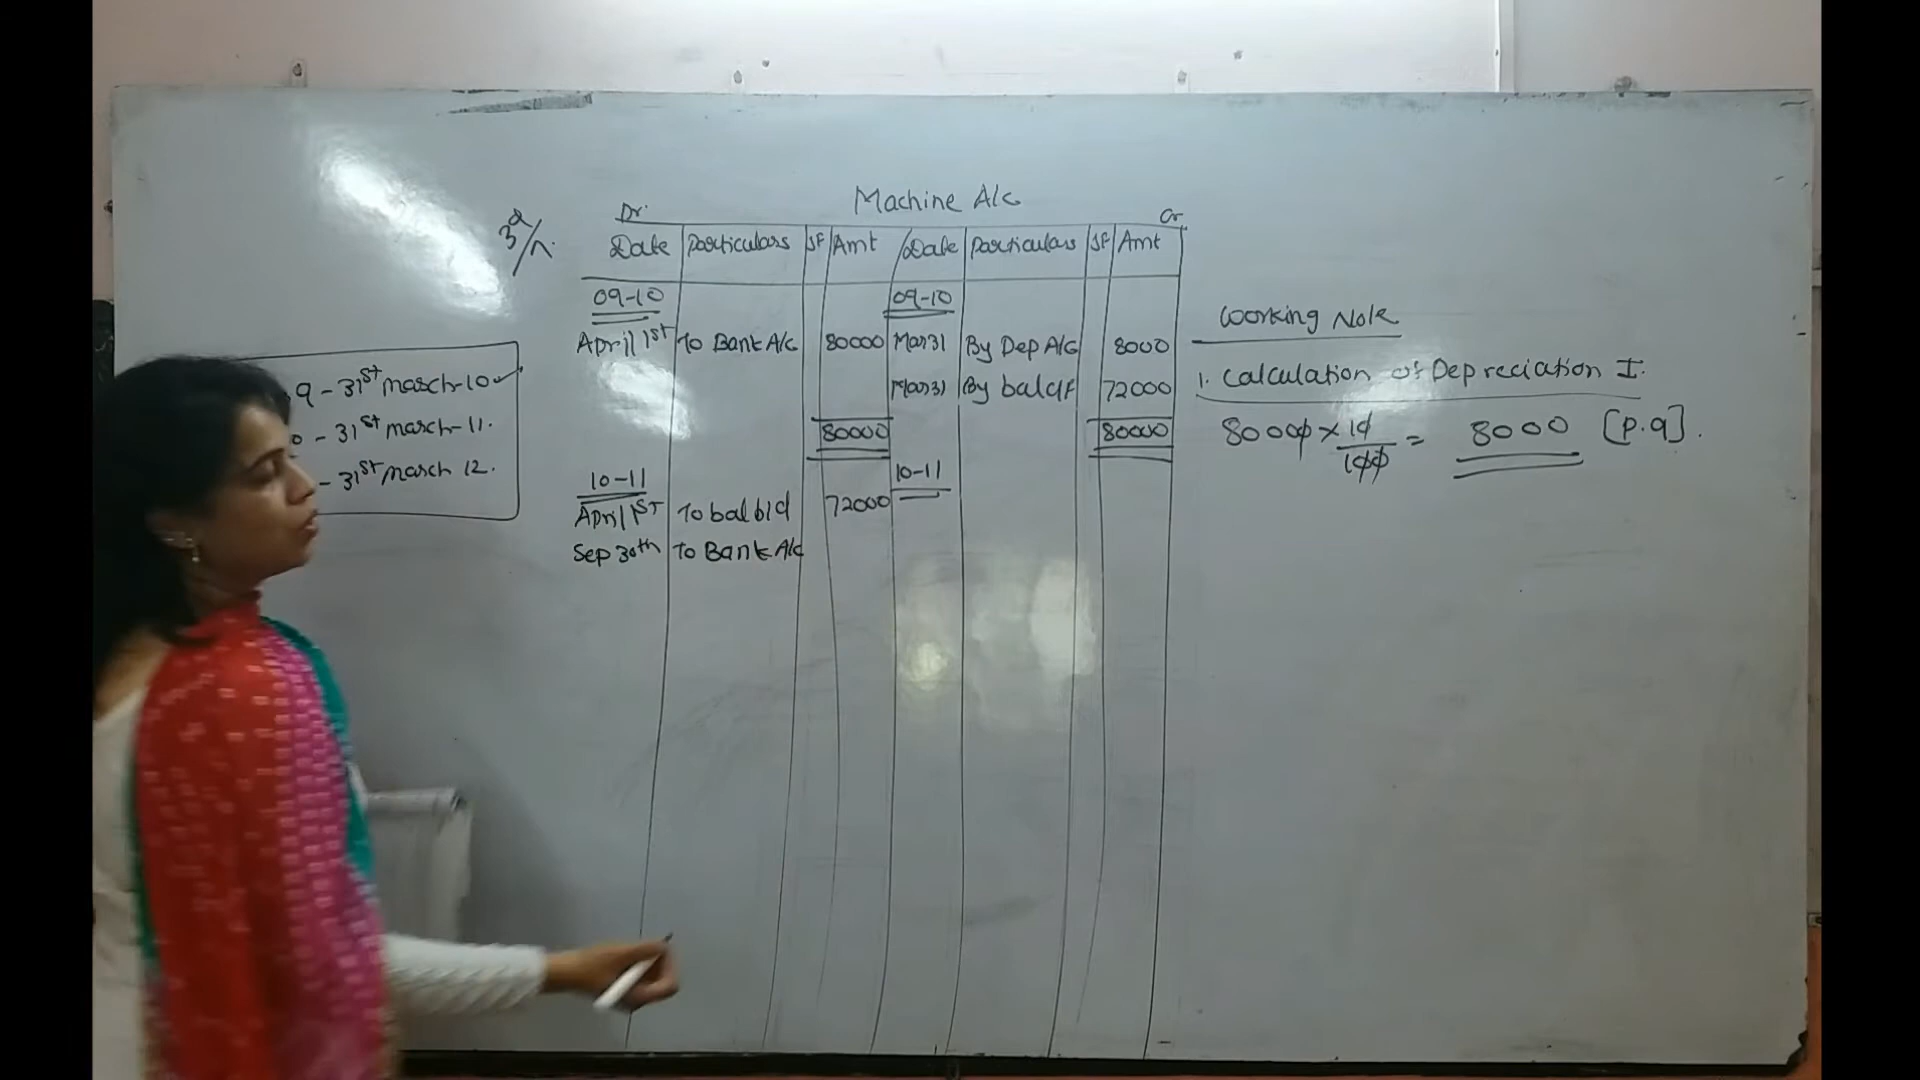 Machine A/c
Dr. Cr
Date Particulars JF Amt Date Particulars JF Amt
09-10 09-10
April 1st To Bank A/c 80000 Mar31 By Dep A/c 8000
Mar31 By bal c/f 72000
80000 80000
10-11 10-11
April 1st To bal b/d 72000
Sep 30th To Bank A/c
9 - 31st march-10
0 - 31st march-11.
- 31st march 12.
Working Note
1. Calculation of Depreciation I.
80000 × 10/100 = 8000 [p.a].